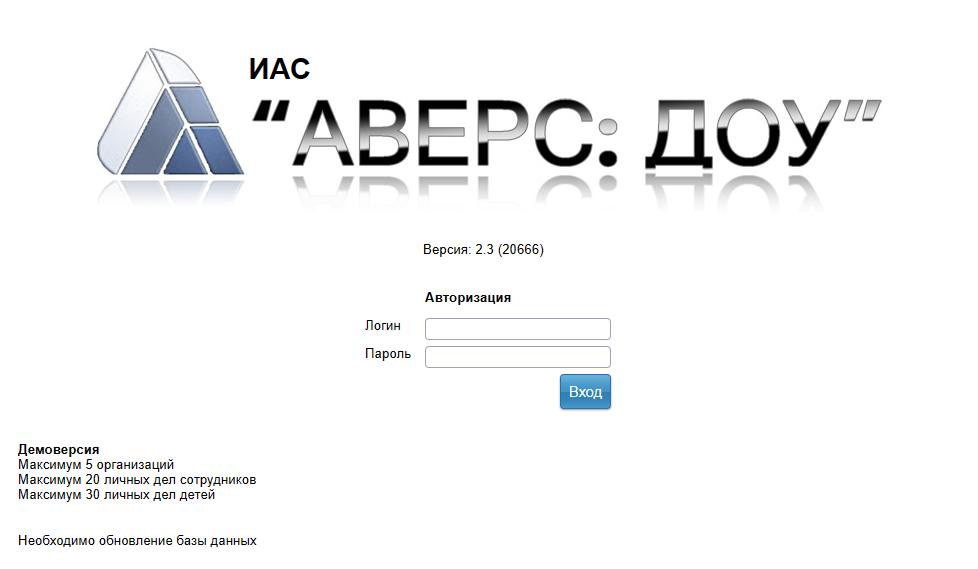 ИАС
“АВЕРС: ДОУ”
Версия: 2.3 (20666)
Авторизация
Логин
Пароль
Вход
Демоверсия
Максимум 5 организаций
Максимум 20 личных дел сотрудников
Максимум 30 личных дел детей
Необходимо обновление базы данных